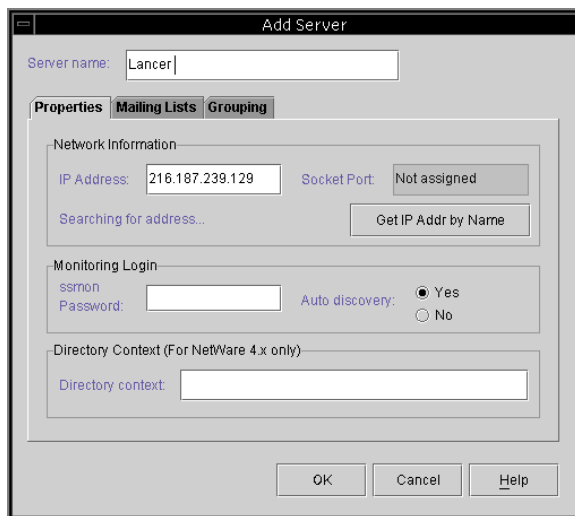 Add Server
Server name: Lancer
Properties Mailing Lists Grouping
Network Information
IP Address: 216.187.239.129 Socket Port: Not assigned
Searching for address... Get IP Addr by Name
Monitoring Login
ssmon
Password:
Auto discovery: Yes
No
Directory Context (For NetWare 4.x only)
Directory context:
OK Cancel Help